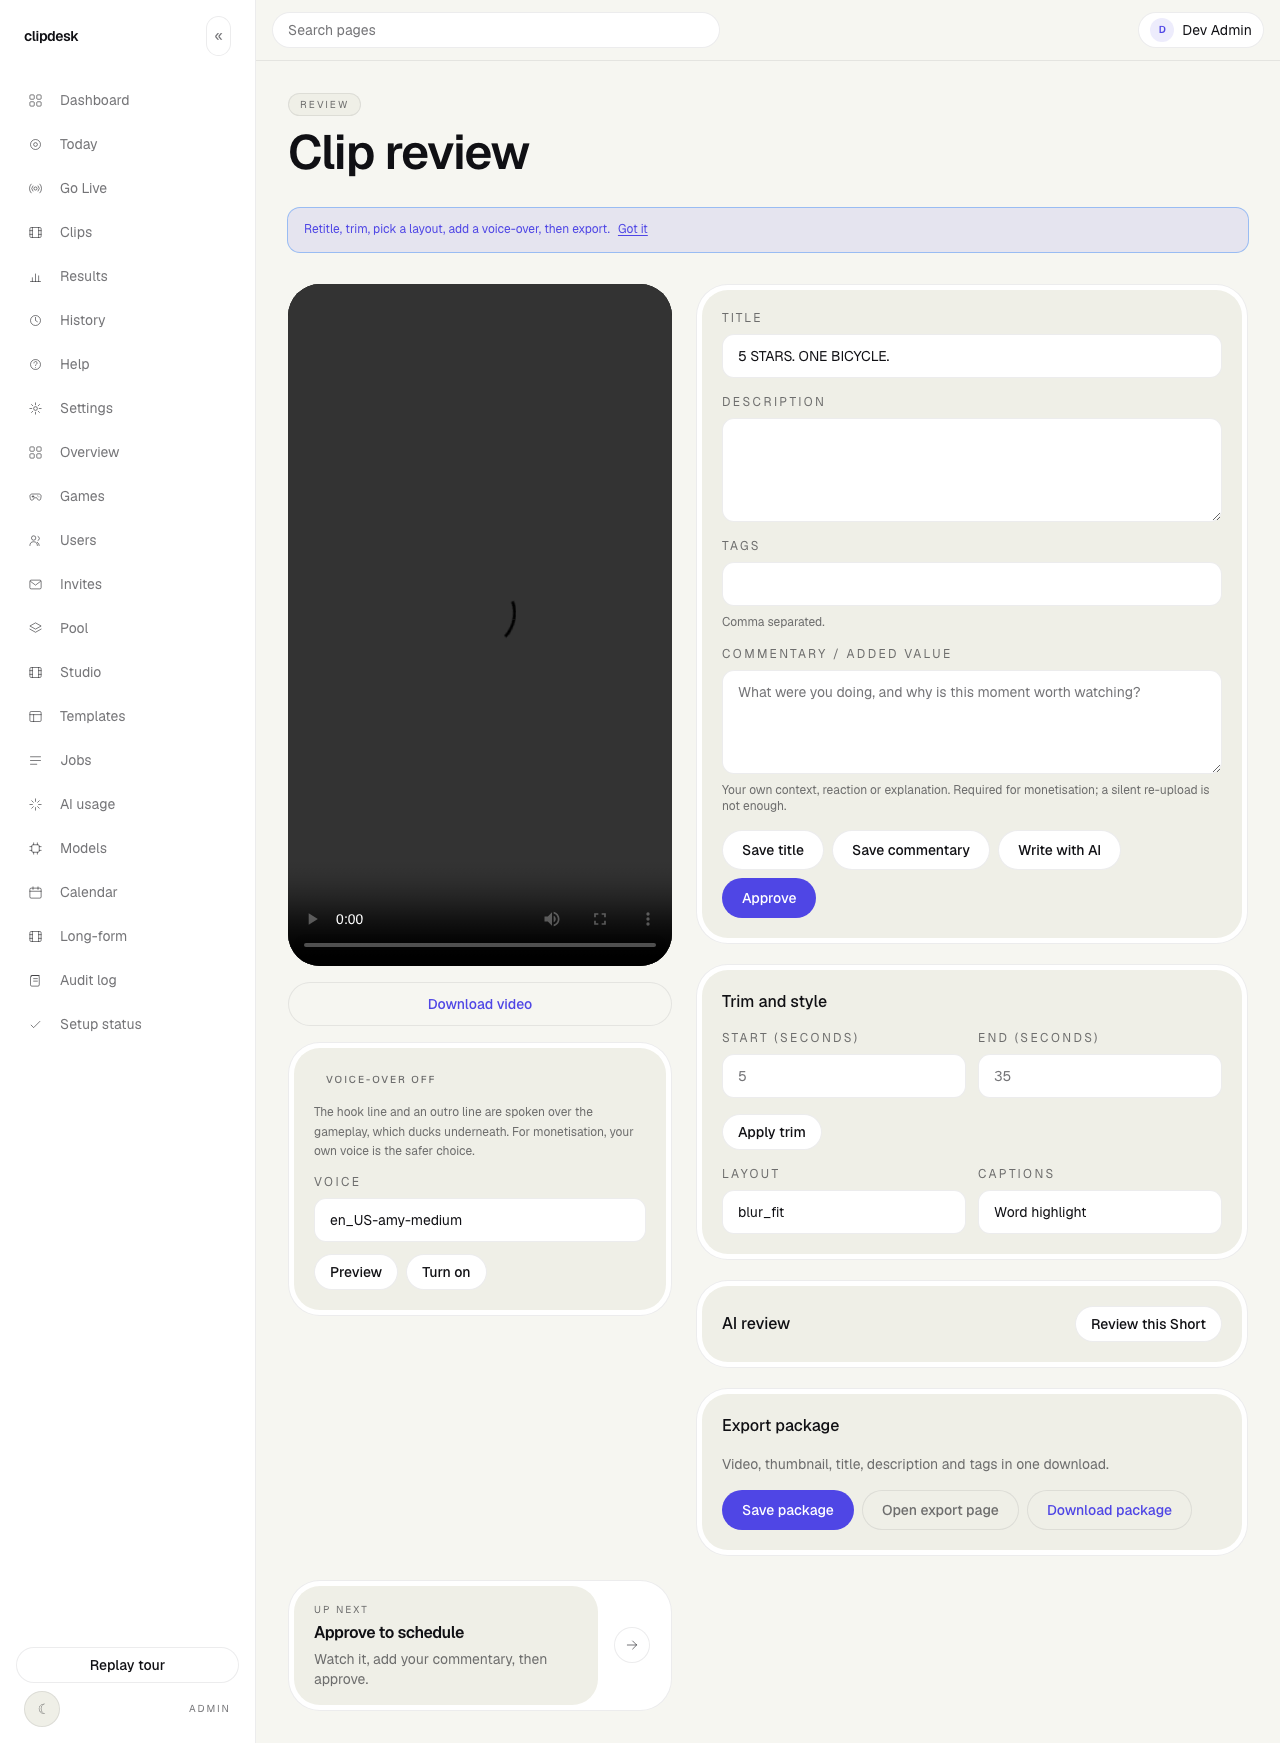 clipdesk
«
Dashboard
Today
Go Live
Clips
Results
History
Help
Settings
Overview
Games
Users
Invites
Pool
Studio
Templates
Jobs
AI usage
Models
Calendar
Long-form
Audit log
Setup status
Replay tour
ADMIN
Search pages
D Dev Admin
REVIEW
Clip review
Retitle, trim, pick a layout, add a voice-over, then export. Got it
0:00
Download video
VOICE-OVER OFF
The hook line and an outro line are spoken over the
gameplay, which ducks underneath. For monetisation, your
own voice is the safer choice.
VOICE
en_US-amy-medium
Preview Turn on
TITLE
5 STARS. ONE BICYCLE.
DESCRIPTION
TAGS
Comma separated.
COMMENTARY / ADDED VALUE
What were you doing, and why is this moment worth watching?
Your own context, reaction or explanation. Required for monetisation; a silent re-upload is
not enough.
Save title Save commentary Write with AI
Approve
Trim and style
START (SECONDS) END (SECONDS)
5 35
Apply trim
LAYOUT CAPTIONS
blur_fit Word highlight
AI review Review this Short
Export package
Video, thumbnail, title, description and tags in one download.
Save package Open export page Download package
UP NEXT
Approve to schedule
Watch it, add your commentary, then
approve.